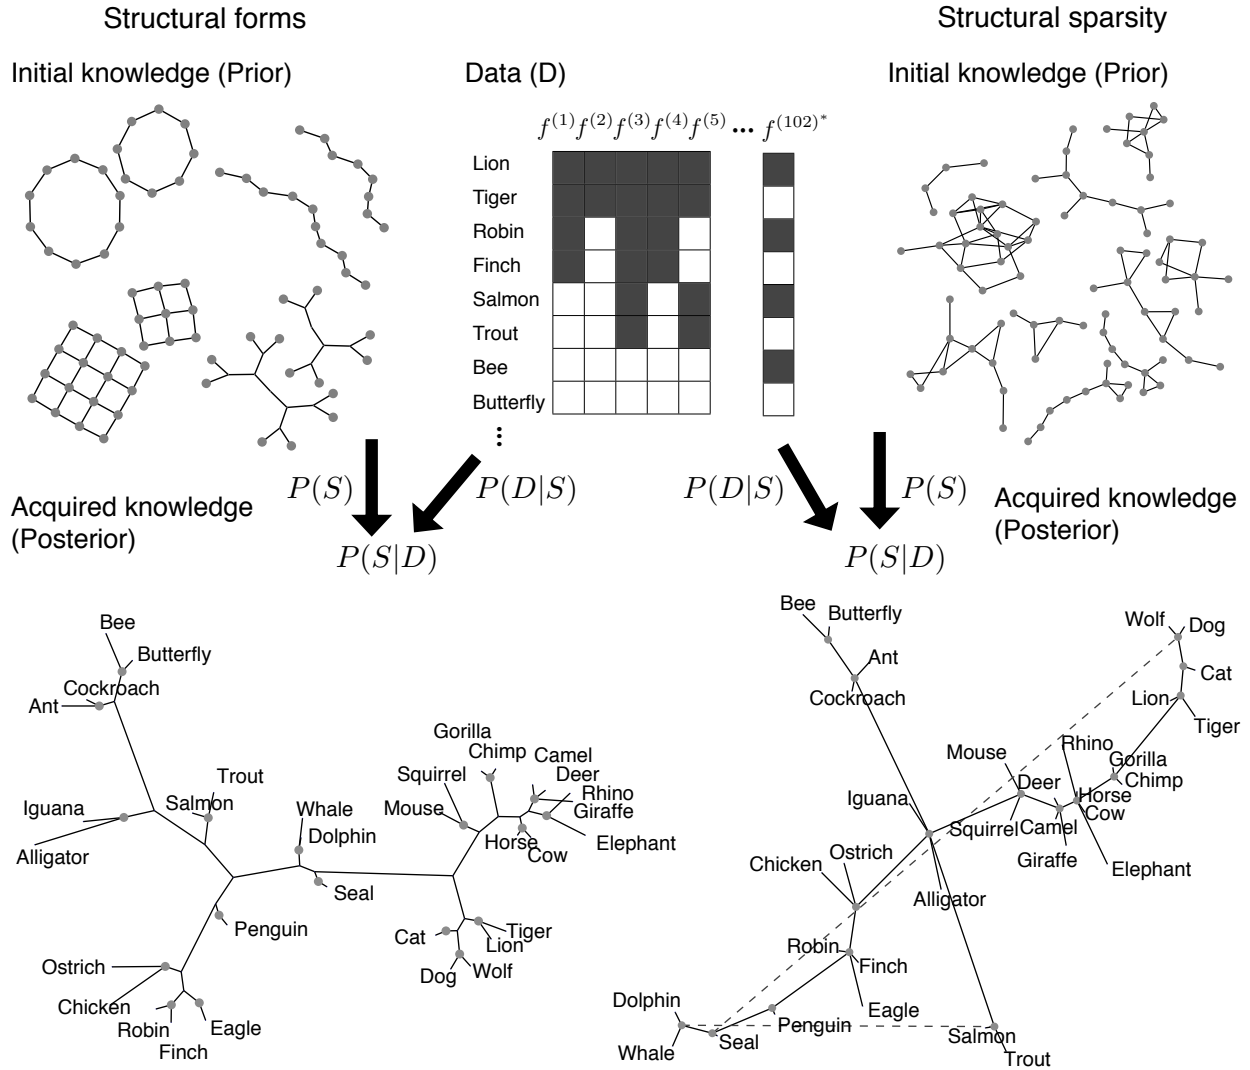 Structural forms
Structural sparsity
Initial knowledge (Prior)
Data (D)
Initial knowledge (Prior)
f^(1) f^(2) f^(3) f^(4) f^(5) ... f^(102)*
Lion
Tiger
Robin
Finch
Salmon
Trout
Bee
Butterfly
⋮
P(S)
P(D|S)
P(D|S)
P(S)
Acquired knowledge
(Posterior)
Acquired knowledge
(Posterior)
P(S|D)
P(S|D)
Bee
Butterfly
Cockroach
Ant
Trout
Salmon
Iguana
Alligator
Whale
Dolphin
Seal
Penguin
Ostrich
Chicken
Robin
Finch
Eagle
Gorilla
Chimp
Camel
Squirrel
Deer
Rhino
Mouse
Giraffe
Horse
Cow
Elephant
Cat
Tiger
Lion
Dog
Wolf
Bee
Butterfly
Ant
Cockroach
Wolf
Dog
Cat
Lion
Tiger
Mouse
Rhino
Gorilla
Chimp
Deer
Horse
Cow
Iguana
Squirrel
Camel
Giraffe
Elephant
Ostrich
Chicken
Alligator
Robin
Finch
Eagle
Dolphin
Penguin
Whale
Seal
Salmon
Trout